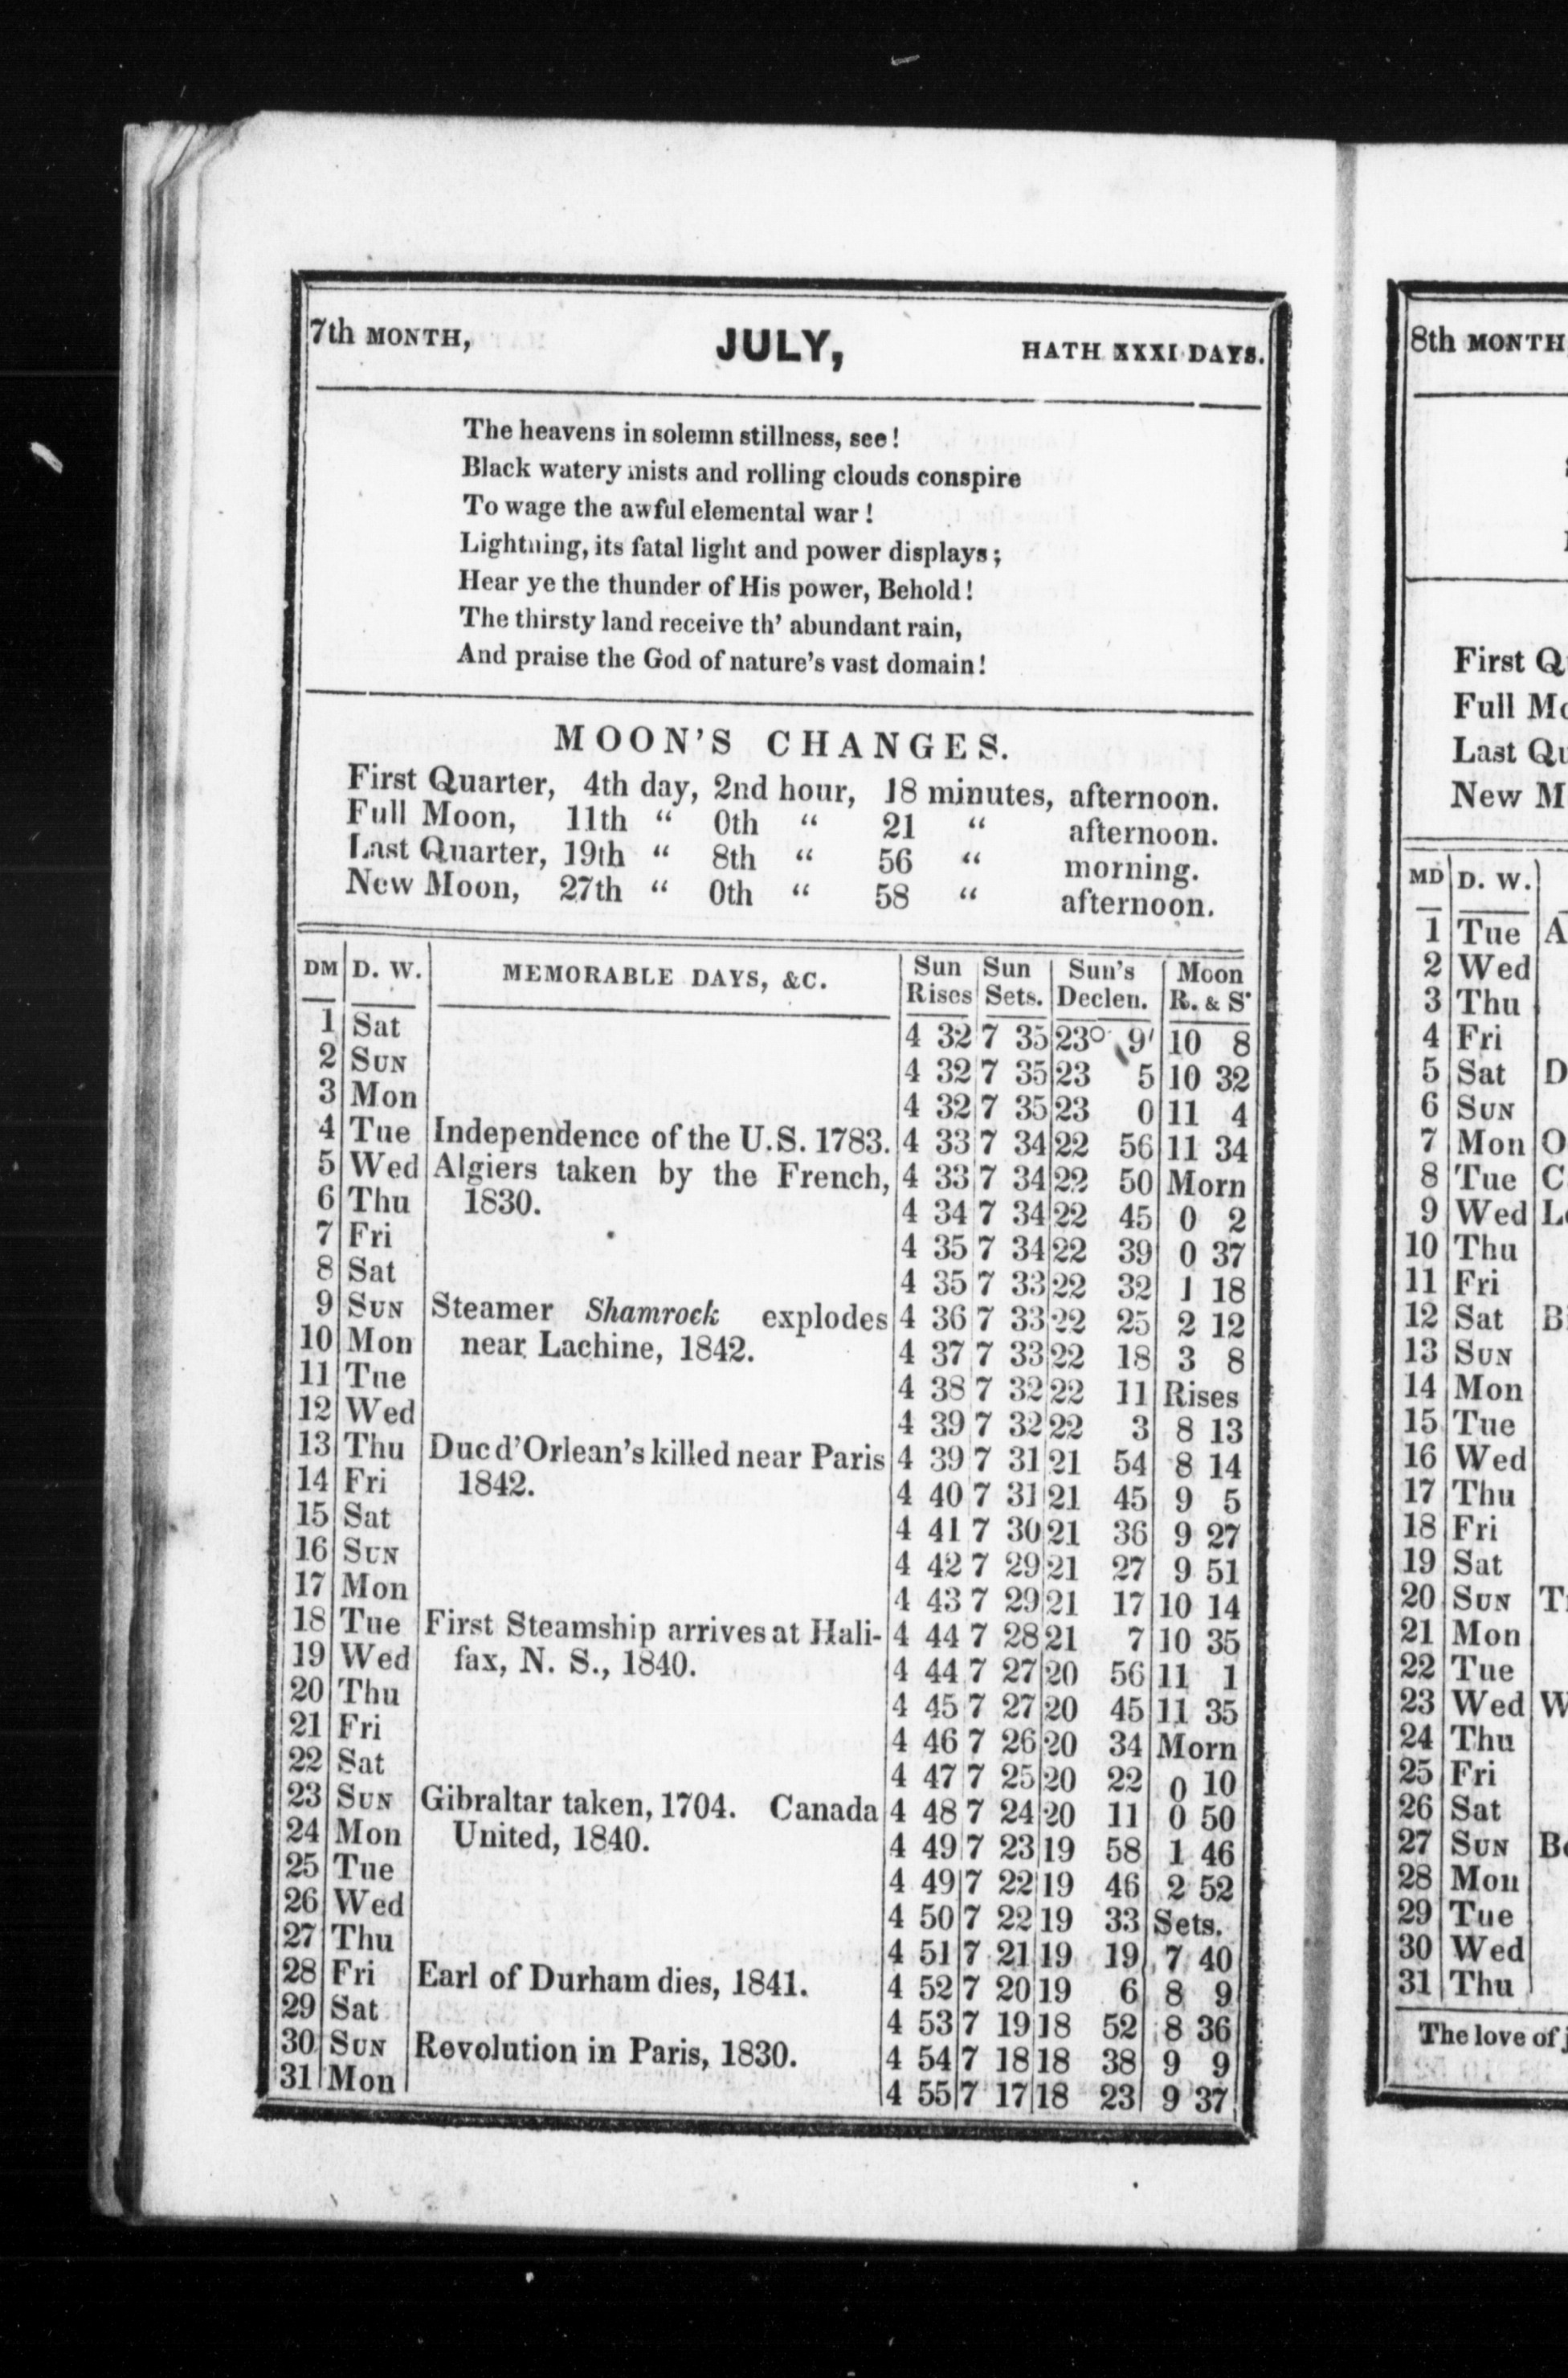 7th MONTH, JULY, HATH XXXI DAYS.
The heavens in solemn stillness, see!
Black watery mists and rolling clouds conspire
To wage the awful elemental war!
Lightning, its fatal light and power displays;
Hear ye the thunder of His power, Behold!
The thirsty land receive th' abundant rain,
And praise the God of nature's vast domain!
MOON'S CHANGES.
First Quarter, 4th day, 2nd hour, 18 minutes, afternoon.
Full Moon, 11th " 0th " 21 " afternoon.
Last Quarter, 19th " 8th " 56 " morning.
New Moon, 27th " 0th " 58 " afternoon.
DM D. W. MEMORABLE DAYS, &C. Sun Rises Sun Sets. Sun's Declen. Moon R. & S.
1 Sat 4 32 7 35 23° 9' 10 8
2 SUN 4 32 7 35 23 5 10 32
3 Mon 4 32 7 35 23 0 11 4
4 Tue Independence of the U.S. 1783. 4 33 7 34 22 56 11 34
5 Wed Algiers taken by the French, 4 33 7 34 22 50 Morn
6 Thu 1830. 4 34 7 34 22 45 0 2
7 Fri 4 35 7 34 22 39 0 37
8 Sat 4 35 7 33 22 32 1 18
9 SUN Steamer Shamrock explodes 4 36 7 33 22 25 2 12
10 Mon near Lachine, 1842. 4 37 7 33 22 18 3 8
11 Tue 4 38 7 32 22 11 Rises
12 Wed 4 39 7 32 22 3 8 13
13 Thu Duc d'Orlean's killed near Paris 4 39 7 31 21 54 8 14
14 Fri 1842. 4 40 7 31 21 45 9 5
15 Sat 4 41 7 30 21 36 9 27
16 SUN 4 42 7 29 21 27 9 51
17 Mon 4 43 7 29 21 17 10 14
18 Tue First Steamship arrives at Hali- 4 44 7 28 21 7 10 35
19 Wed fax, N. S., 1840. 4 44 7 27 20 56 11 1
20 Thu 4 45 7 27 20 45 11 35
21 Fri 4 46 7 26 20 34 Morn
22 Sat 4 47 7 25 20 22 0 10
23 SUN Gibraltar taken, 1704. Canada 4 48 7 24 20 11 0 50
24 Mon United, 1840. 4 49 7 23 19 58 1 46
25 Tue 4 49 7 22 19 46 2 52
26 Wed 4 50 7 22 19 33 Sets.
27 Thu 4 51 7 21 19 19 7 40
28 Fri Earl of Durham dies, 1841. 4 52 7 20 19 6 8 9
29 Sat 4 53 7 19 18 52 8 36
30 SUN Revolution in Paris, 1830. 4 54 7 18 18 38 9 9
31 Mon 4 55 7 17 18 23 9 37
8th MONTH
First Q
Full Mo
Last Qu
New M
MD D. W.
1 Tue A
2 Wed
3 Thu
4 Fri
5 Sat D
6 SUN
7 Mon O
8 Tue C
9 Wed L
10 Thu
11 Fri
12 Sat B
13 SUN
14 Mon
15 Tue
16 Wed
17 Thu
18 Fri
19 Sat
20 SUN T
21 Mon
22 Tue
23 Wed W
24 Thu
25 Fri
26 Sat
27 SUN B
28 Mon
29 Tue
30 Wed
31 Thu
The love of